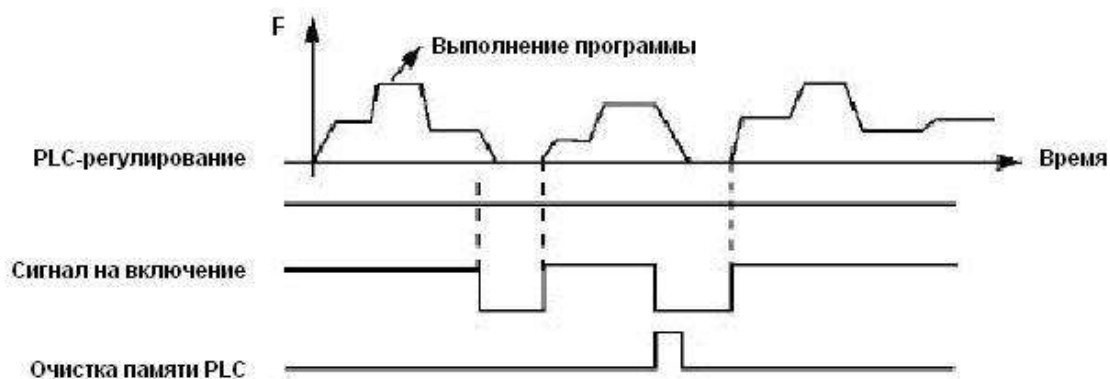 F
Выполнение программы
PLC-регулирование
Время
Сигнал на включение
Очистка памяти PLC